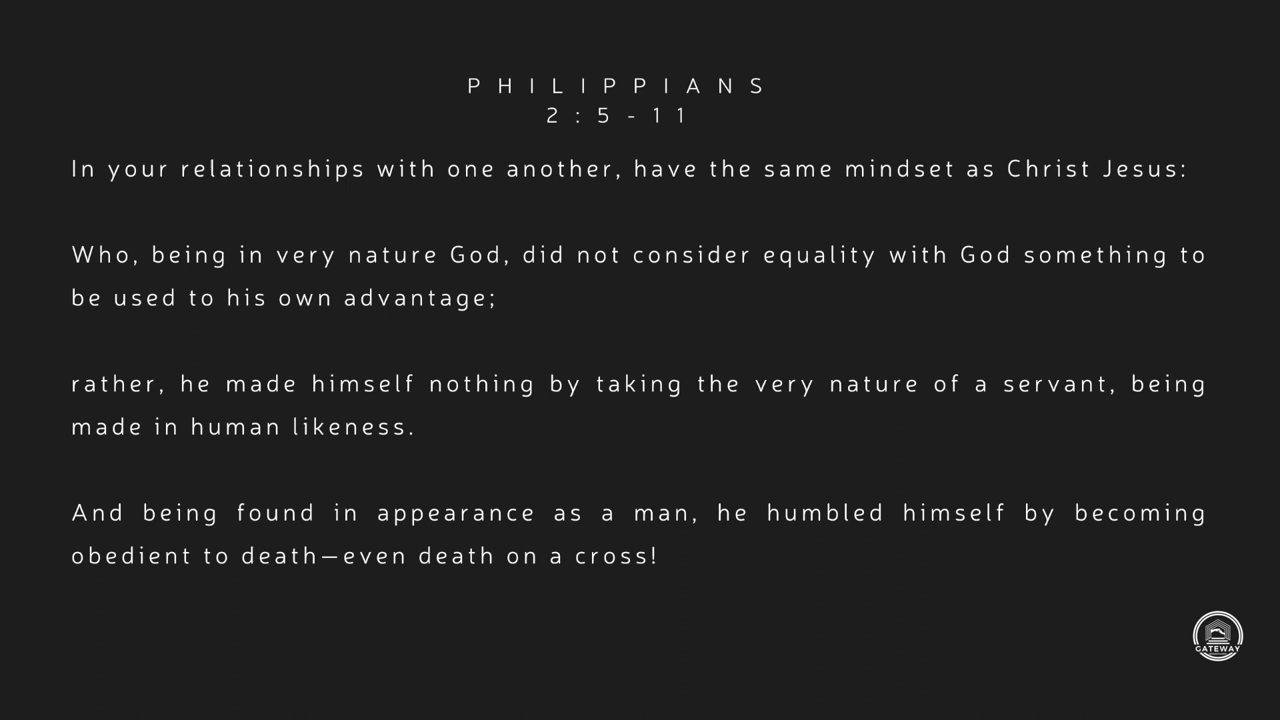 PHILIPPIANS
2:5-11
In your relationships with one another, have the same mindset as Christ Jesus:
Who, being in very nature God, did not consider equality with God something to
be used to his own advantage;
rather, he made himself nothing by taking the very nature of a servant, being
made in human likeness.
And being found in appearance as a man, he humbled himself by becoming
obedient to death—even death on a cross!
GATEWAY